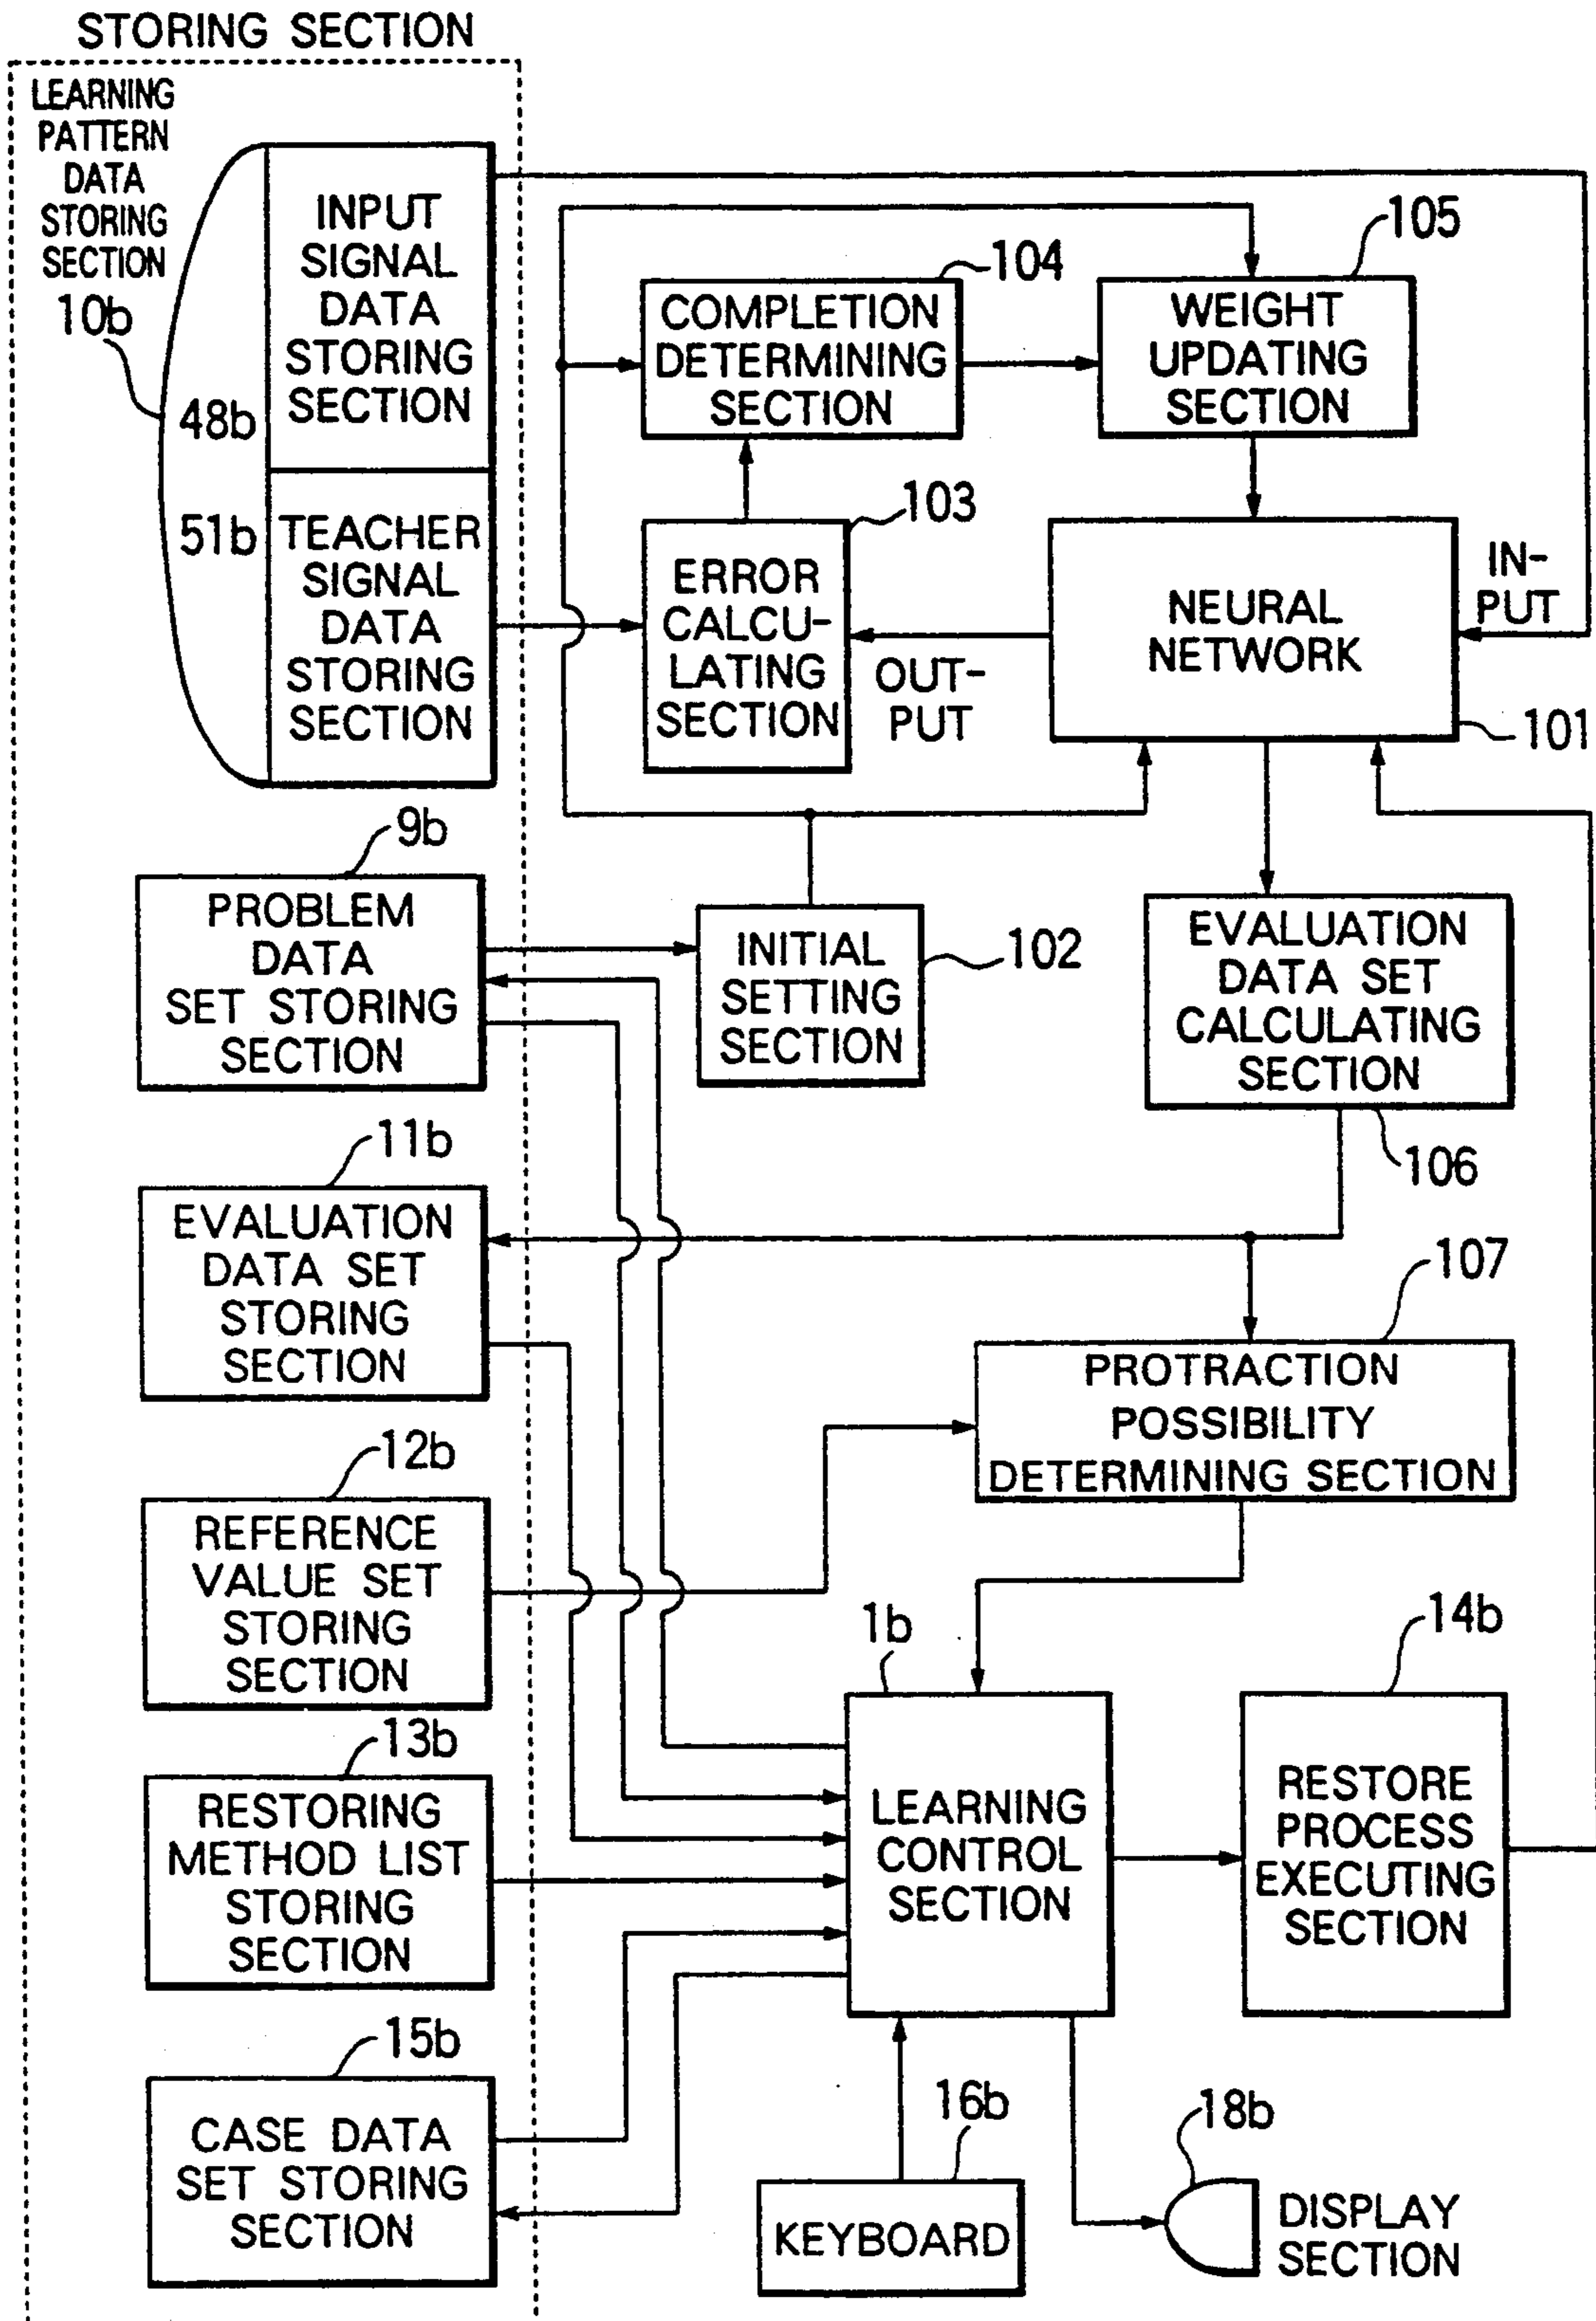 STORING SECTION
LEARNING
PATTERN
DATA
STORING
SECTION
10b
INPUT
SIGNAL
DATA
STORING
SECTION
48b
51b
TEACHER
SIGNAL
DATA
STORING
SECTION
104
COMPLETION
DETERMINING
SECTION
105
WEIGHT
UPDATING
SECTION
103
ERROR
CALCU-
LATING
SECTION
OUT-
PUT
NEURAL
NETWORK
IN-
PUT
101
9b
PROBLEM
DATA
SET STORING
SECTION
INITIAL
SETTING
SECTION
102
EVALUATION
DATA SET
CALCULATING
SECTION
106
11b
EVALUATION
DATA SET
STORING
SECTION
107
PROTRACTION
POSSIBILITY
DETERMINING SECTION
12b
REFERENCE
VALUE SET
STORING
SECTION
1b
LEARNING
CONTROL
SECTION
14b
RESTORE
PROCESS
EXECUTING
SECTION
13b
RESTORING
METHOD LIST
STORING
SECTION
15b
CASE DATA
SET STORING
SECTION
16b
KEYBOARD
18b
DISPLAY
SECTION